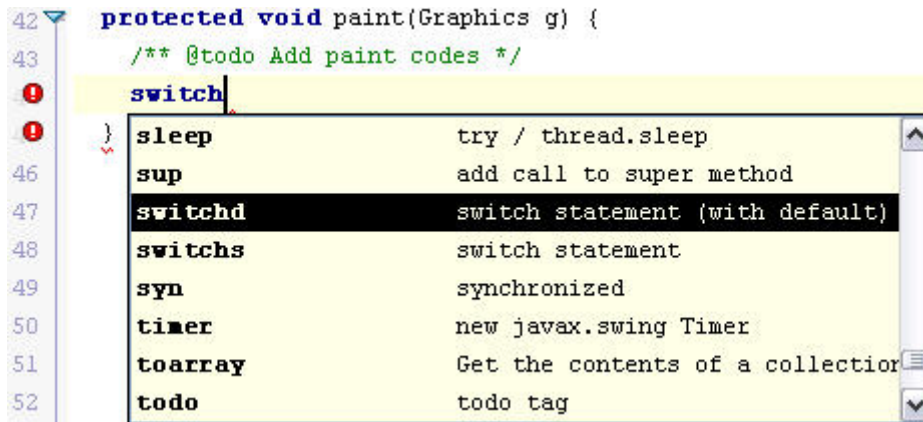 42 protected void paint(Graphics g) {
43 /** @todo Add paint codes */
switch
}
sleep try / thread.sleep
46 sup add call to super method
47 switchd switch statement (with default)
48 switchs switch statement
49 syn synchronized
50 timer new javax.swing Timer
51 toarray Get the contents of a collection
52 todo todo tag